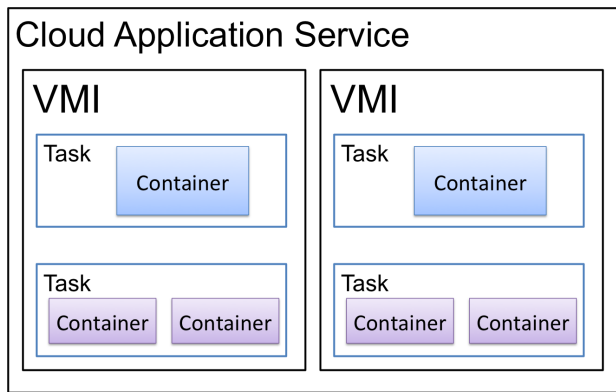 Cloud Application Service
VMI
Task
Container
Task
Container Container
VMI
Task
Container
Task
Container Container